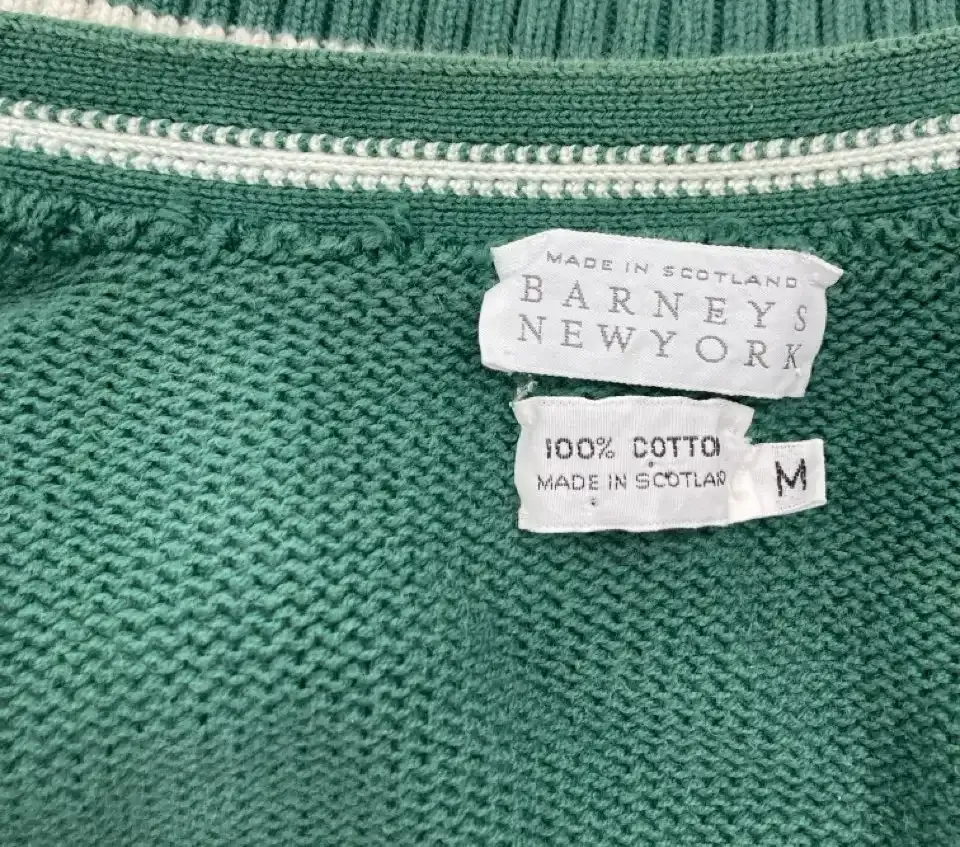 MADE IN SCOTLAND
BARNEYS
NEWYORK
100% COTTO
MADE IN SCOTLAN
M